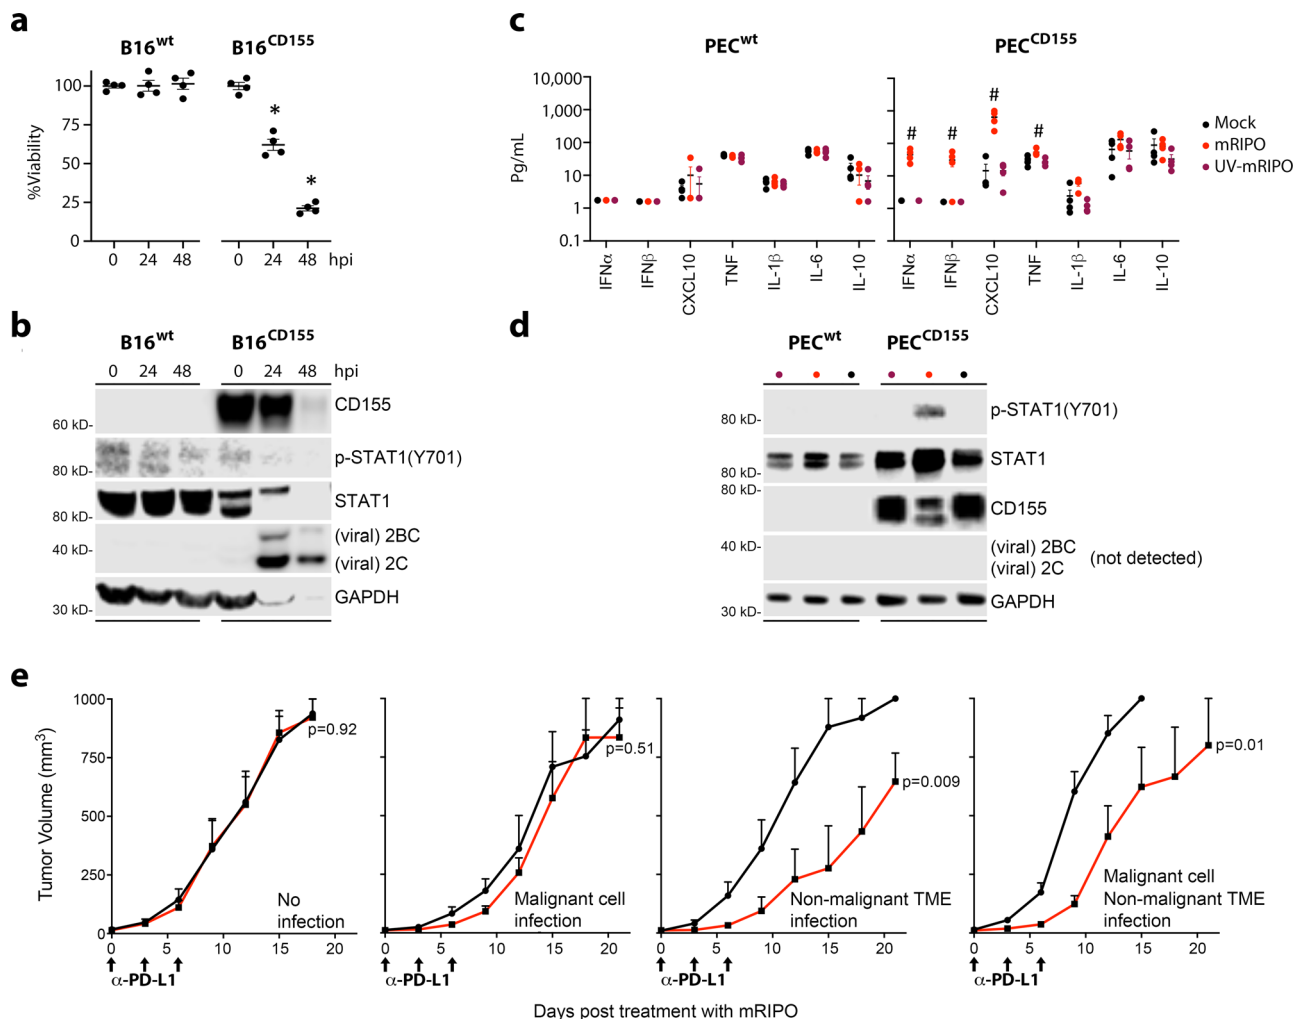 a
B16wt
B16CD155
%Viability
100
75
50
25
0
*
*
0 24 48 0 24 48 hpi
c
PECwt
PECCD155
Pg/mL
10,000
1,000
100
10
1
0.1
# # # #
Mock
mRIPO
UV-mRIPO
IFNα IFNβ CXCL10 TNF IL-1β IL-6 IL-10
IFNα IFNβ CXCL10 TNF IL-1β IL-6 IL-10
b
B16wt
B16CD155
0 24 48 0 24 48 hpi
60 kD- CD155
80 kD- p-STAT1(Y701)
80 kD- STAT1
40 kD- (viral) 2BC
(viral) 2C
30 kD- GAPDH
d
PECwt
PECCD155
80 kD- p-STAT1(Y701)
80 kD- STAT1
80 kD- CD155
40 kD- (viral) 2BC
(viral) 2C
(not detected)
30 kD- GAPDH
e
Tumor Volume (mm3)
1000
750
500
250
0 5 10 15 20
p=0.92
No
infection
α-PD-L1
0 5 10 15 20
p=0.51
Malignant cell
infection
α-PD-L1
0 5 10 15 20
p=0.009
Non-malignant TME
infection
α-PD-L1
0 5 10 15 20
p=0.01
Malignant cell
Non-malignant TME
infection
α-PD-L1
Days post treatment with mRIPO